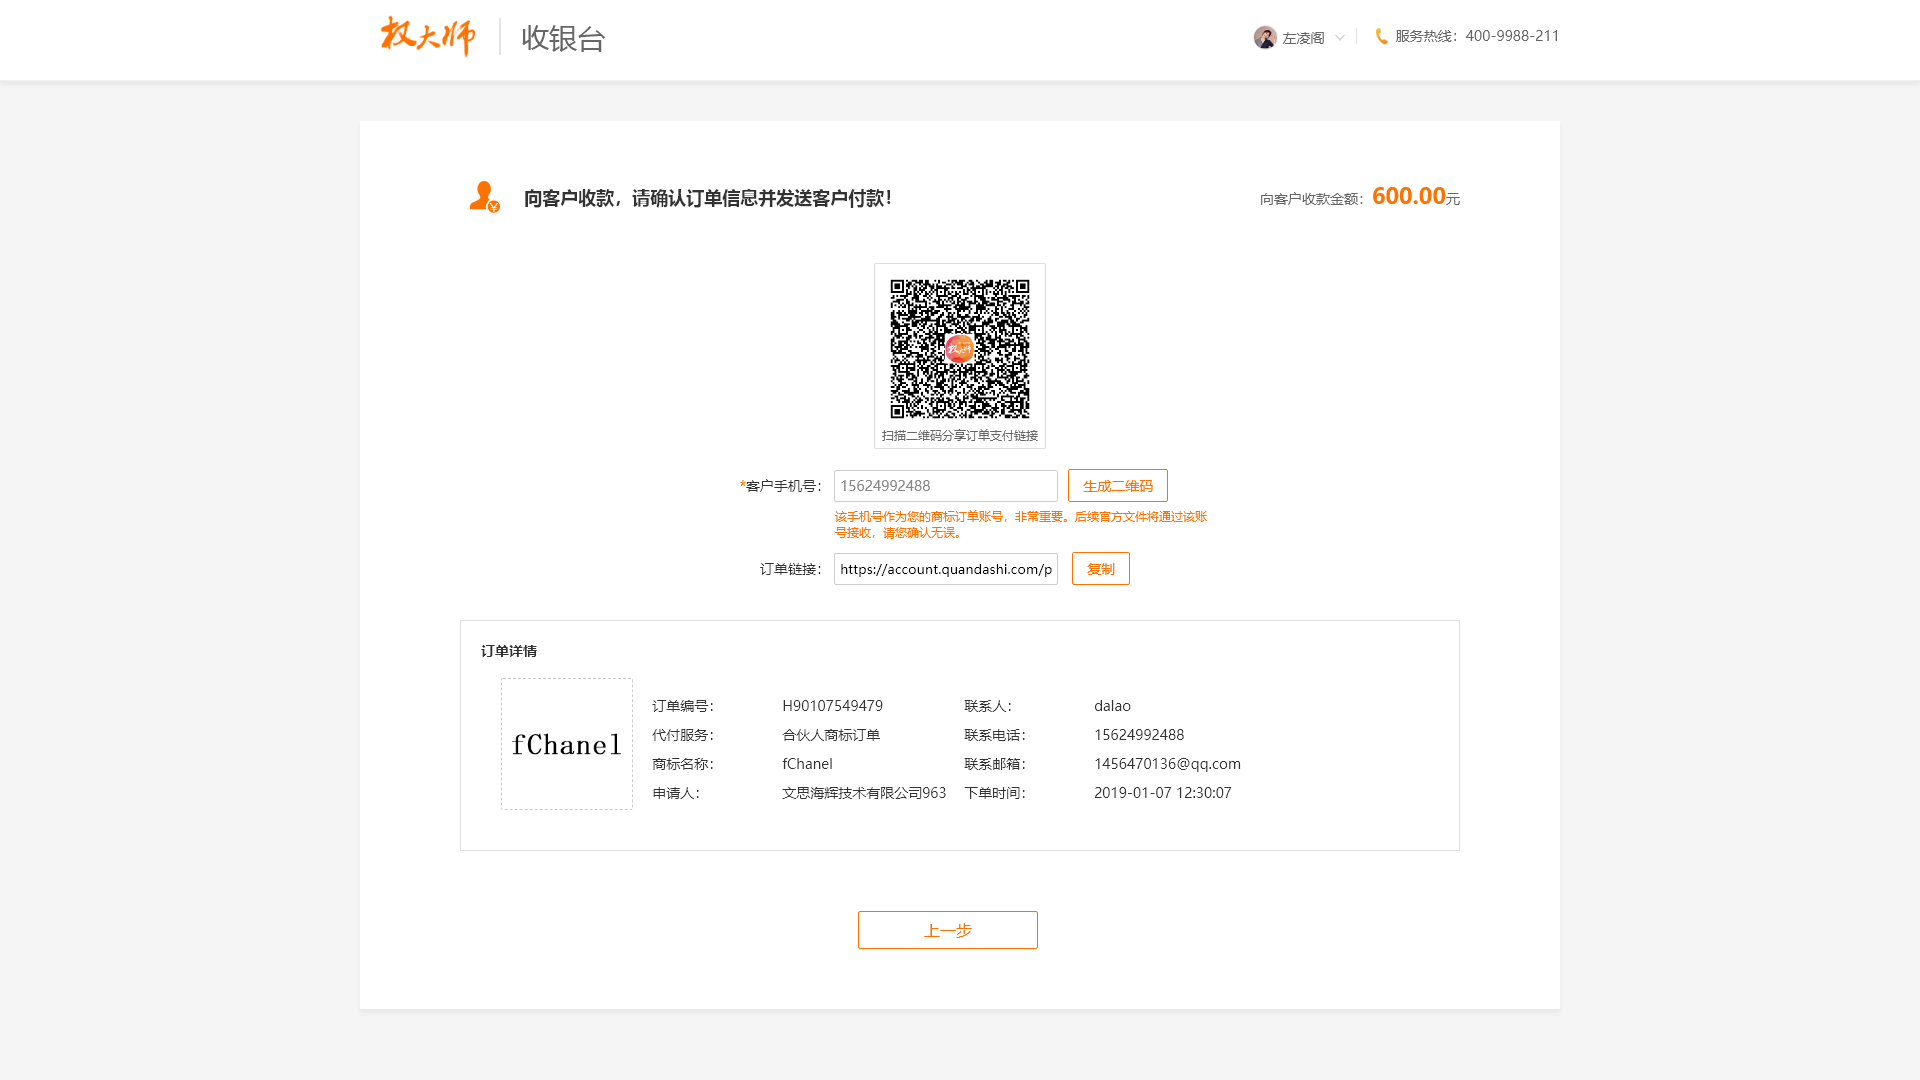 权大师
收银台
左凌阁
服务热线：400-9988-211
向客户收款，请确认订单信息并发送客户付款！
向客户收款金额：600.00元
权大师
扫描二维码分享订单支付链接
*客户手机号：
15624992488
生成二维码
该手机号作为您的商标订单账号，非常重要。后续官方文件将通过该账
号接收，请您确认无误。
订单链接：
https://account.quandashi.com/p
复制
订单详情
fChanel
订单编号：
H90107549479
联系人：
dalao
代付服务：
合伙人商标订单
联系电话：
15624992488
商标名称：
fChanel
联系邮箱：
1456470136@qq.com
申请人：
文思海辉技术有限公司963
下单时间：
2019-01-07 12:30:07
上一步